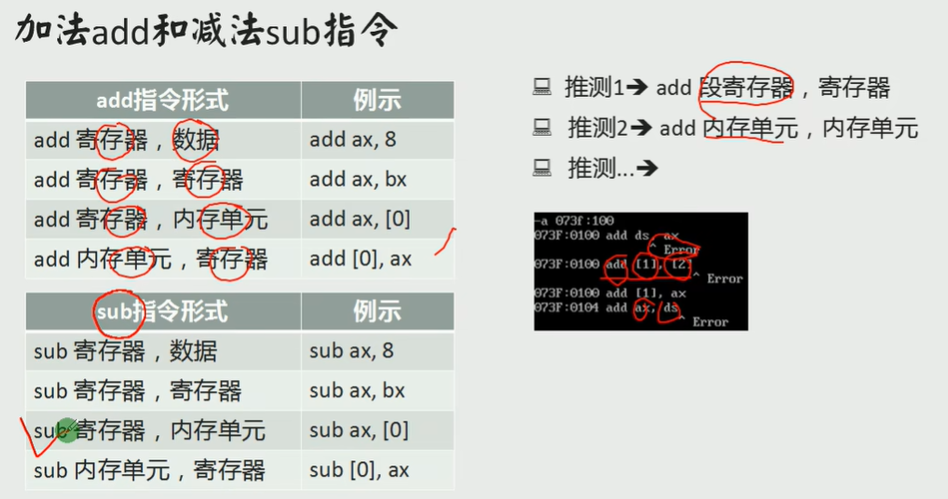 加法add和减法sub指令
add指令形式 例示
add 寄存器，数据 add ax, 8
add 寄存器，寄存器 add ax, bx
add 寄存器，内存单元 add ax, [0]
add 内存单元，寄存器 add [0], ax
sub指令形式 例示
sub 寄存器，数据 sub ax, 8
sub 寄存器，寄存器 sub ax, bx
sub 寄存器，内存单元 sub ax, [0]
sub 内存单元，寄存器 sub [0], ax
推测1➔ add 段寄存器，寄存器
推测2➔ add 内存单元，内存单元
推测...➔
-a 073f:100
073F:0100 add ds, ax
^ Error
073F:0100 add [1], [2]
^ Error
073F:0100 add [1], ax
073F:0104 add ax, ds
^ Error